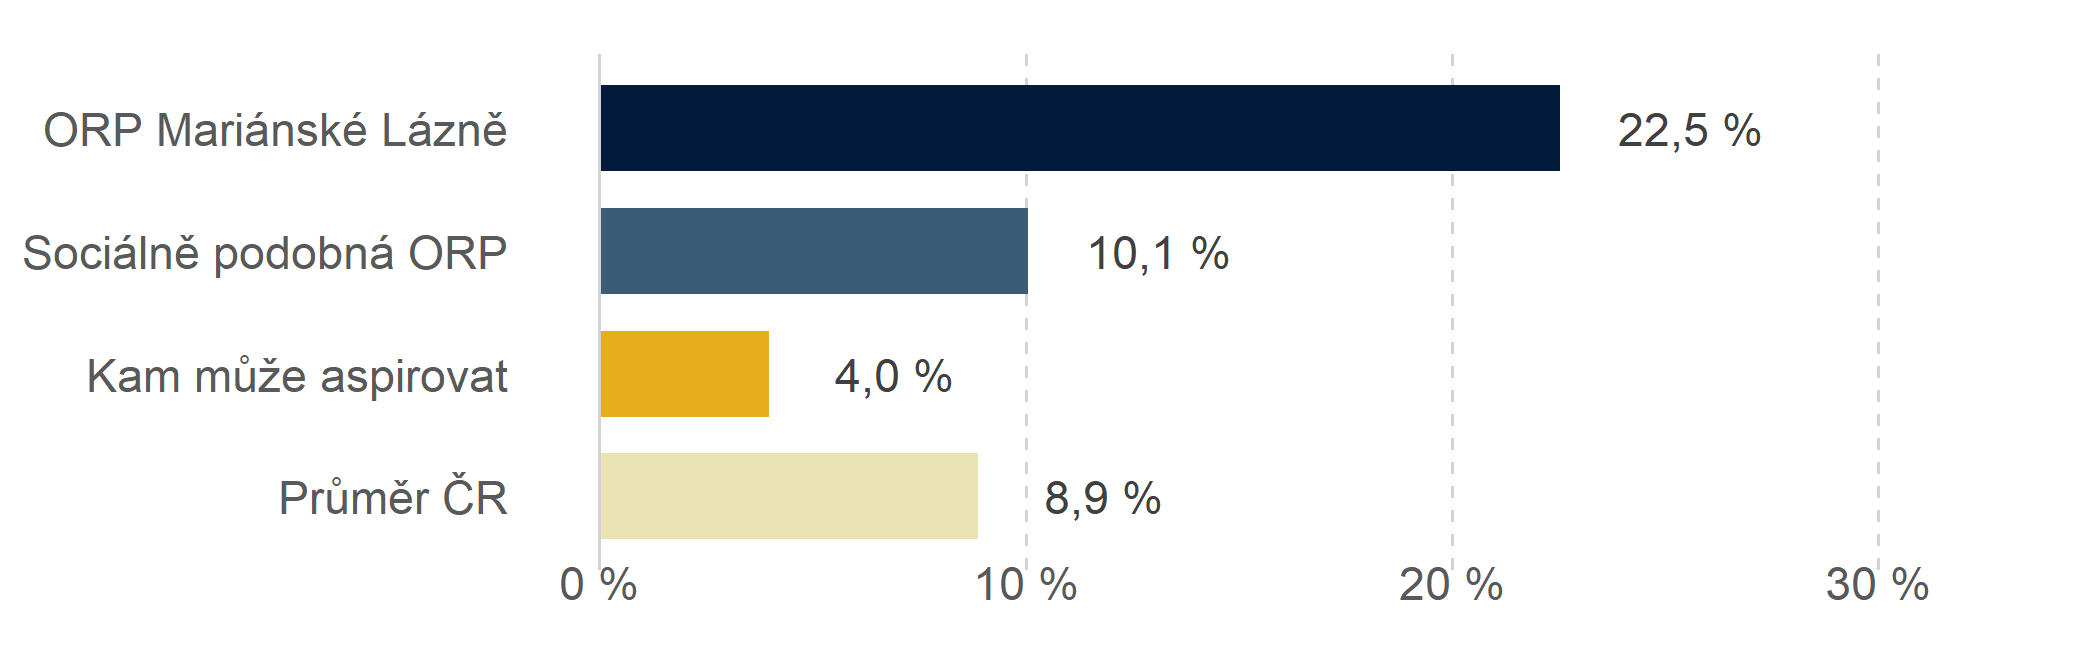 ORP Mariánské Lázně
22,5 %
Sociálně podobná ORP
10,1 %
Kam může aspirovat
4,0 %
Průměr ČR
8,9 %
0 %
10 %
20 %
30 %